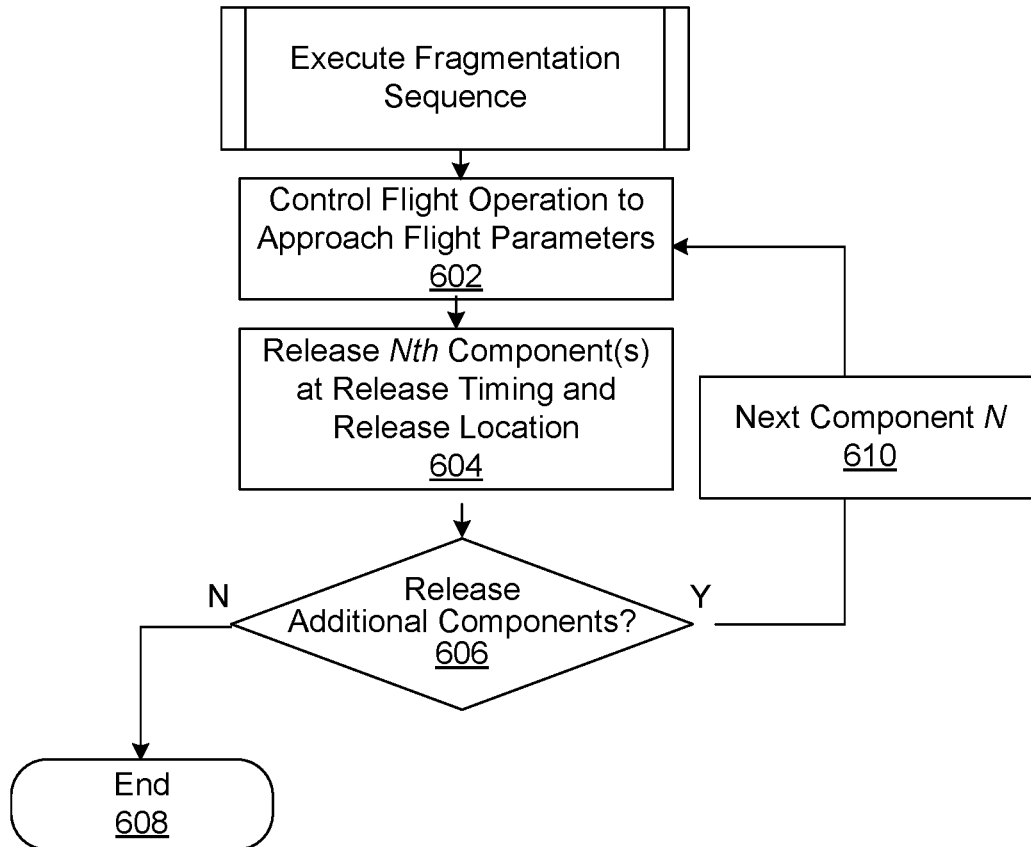 Execute Fragmentation
Sequence
Control Flight Operation to
Approach Flight Parameters
602
Release Nth Component(s)
at Release Timing and
Release Location
604
Next Component N
610
Release
Additional Components?
606
N
Y
End
608